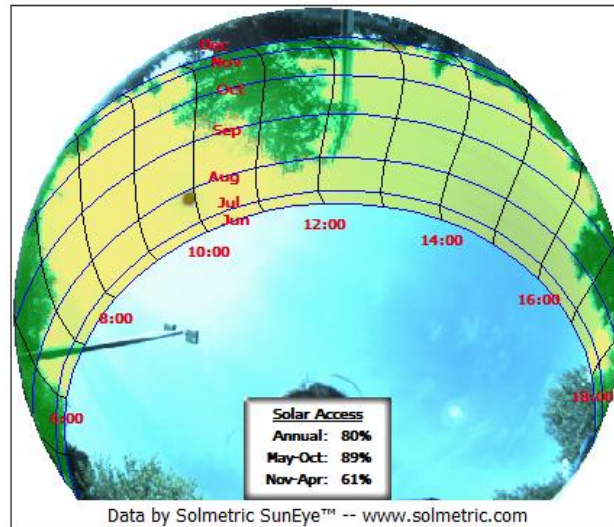 Dec
Nov
Oct
Sep
Aug
Jul
Jun
12:00
10:00
14:00
8:00
16:00
6:00
18:00
Solar Access
Annual: 80%
May-Oct: 89%
Nov-Apr: 61%
Data by Solmetric SunEye™ -- www.solmetric.com